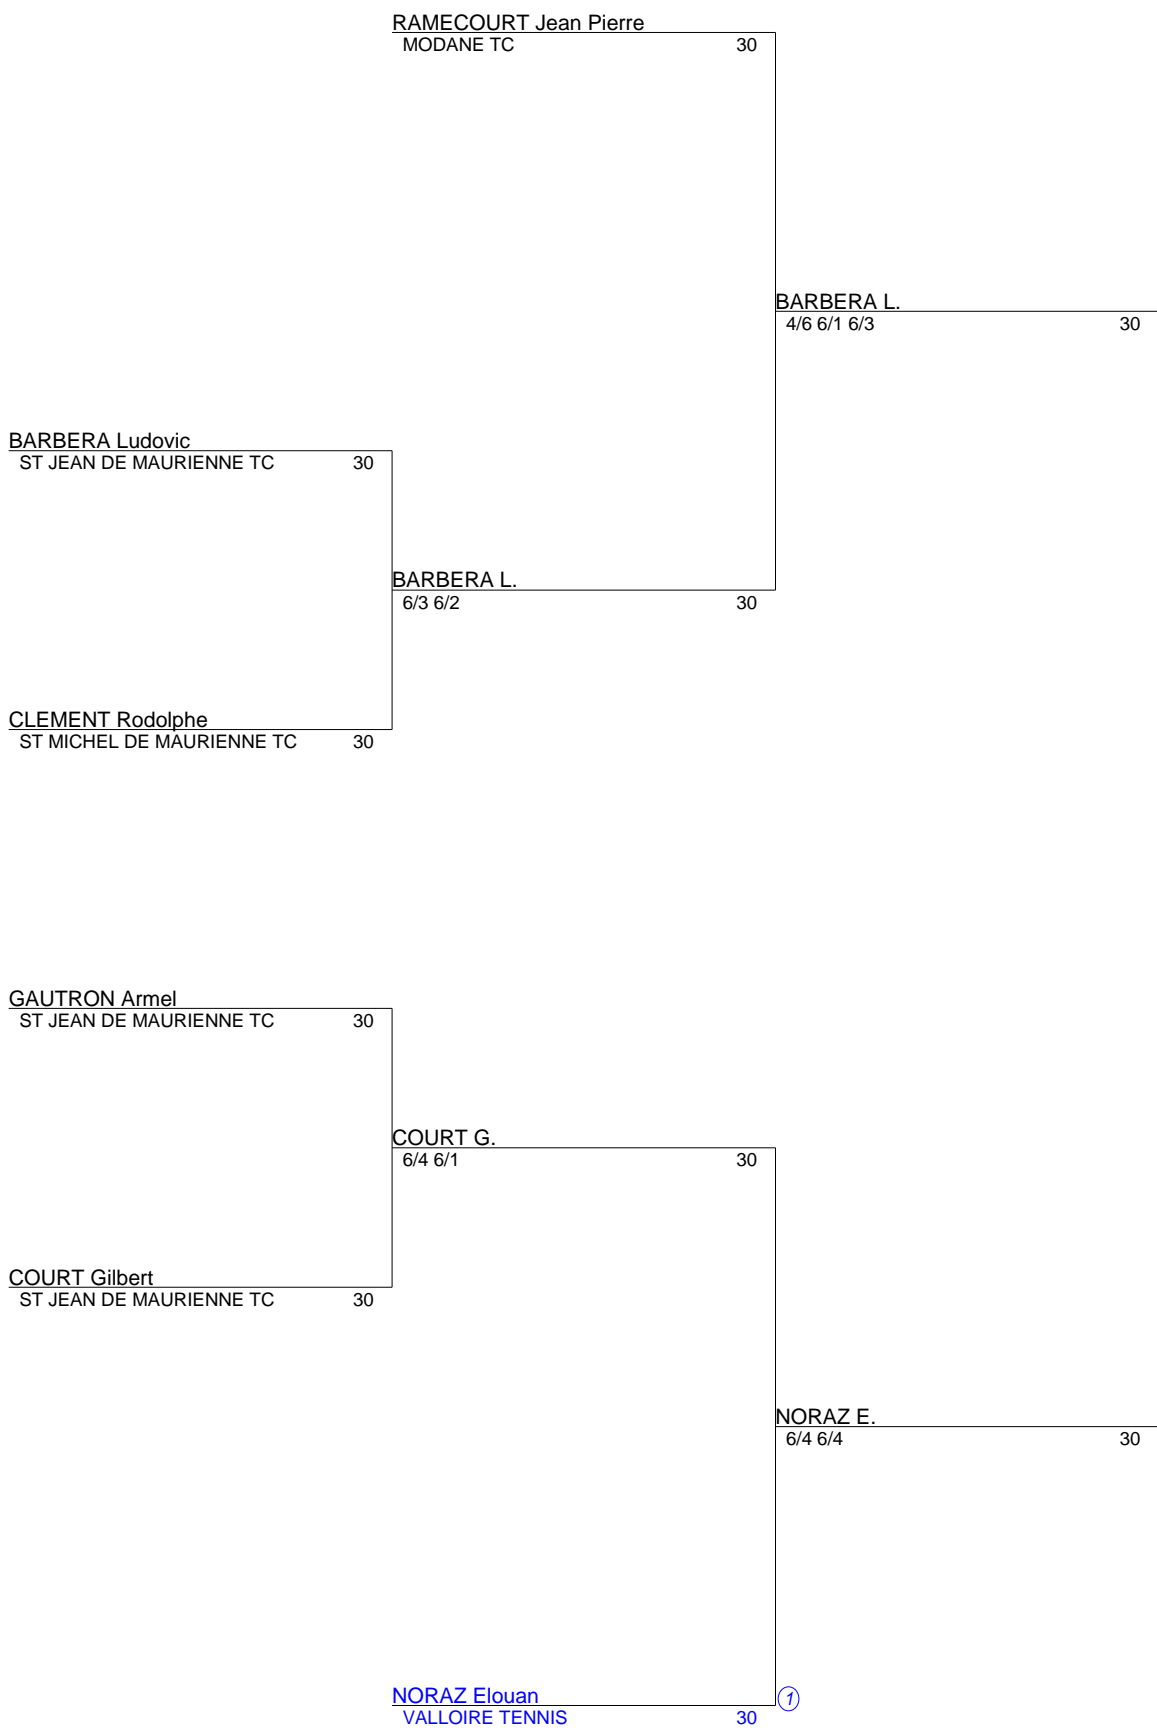 RAMECOURT Jean Pierre
MODANE TC 30
BARBERA L.
4/6 6/1 6/3 30
BARBERA Ludovic
ST JEAN DE MAURIENNE TC 30
BARBERA L.
6/3 6/2 30
CLEMENT Rodolphe
ST MICHEL DE MAURIENNE TC 30
GAUTRON Armel
ST JEAN DE MAURIENNE TC 30
COURT G.
6/4 6/1 30
COURT Gilbert
ST JEAN DE MAURIENNE TC 30
NORAZ E.
6/4 6/4 30
NORAZ Elouan 1
VALLOIRE TENNIS 30